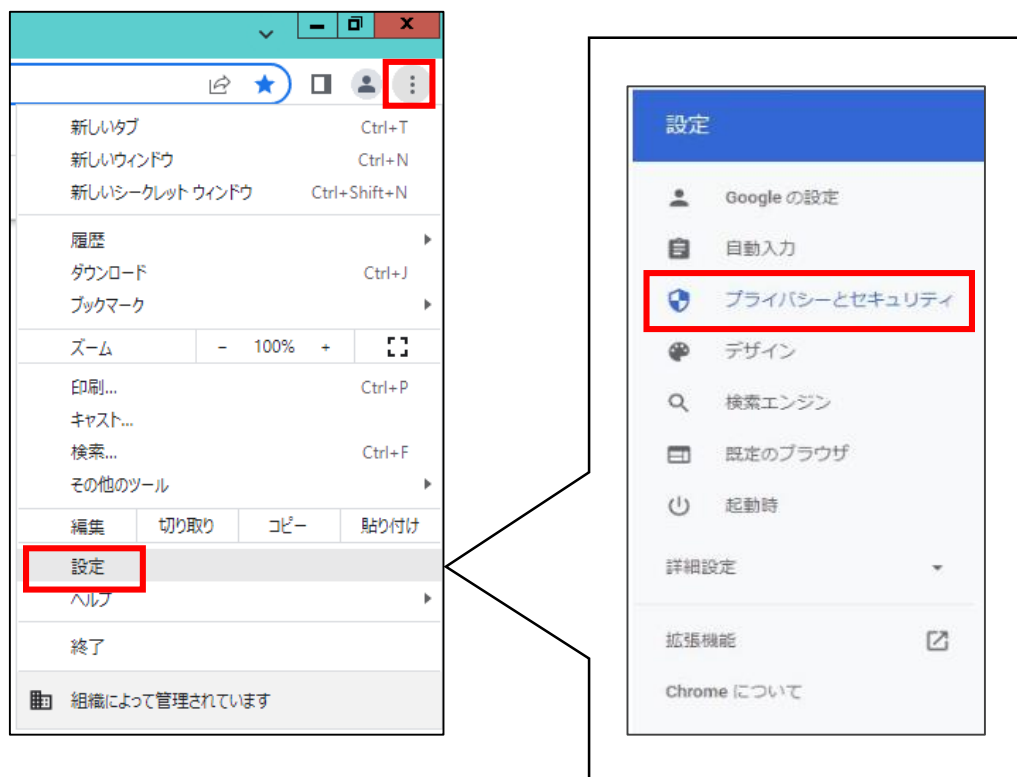 新しいタブ Ctrl+T
新しいウィンドウ Ctrl+N
新しいシークレット ウィンドウ Ctrl+Shift+N
履歴
ダウンロード Ctrl+J
ブックマーク
ズーム - 100% +
印刷... Ctrl+P
キャスト...
検索... Ctrl+F
その他のツール
編集 切り取り コピー 貼り付け
設定
ヘルプ
終了
組織によって管理されています
設定
Google の設定
自動入力
プライバシーとセキュリティ
デザイン
検索エンジン
既定のブラウザ
起動時
詳細設定
拡張機能
Chrome について